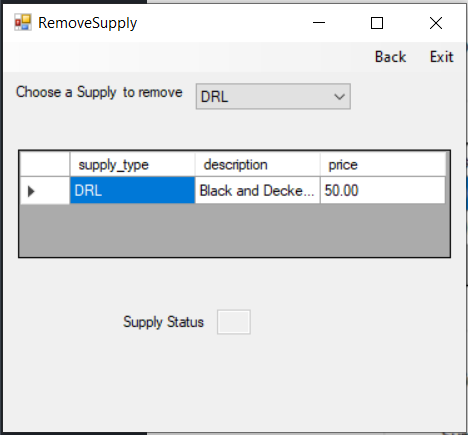 RemoveSupply
Back Exit
Choose a Supply to remove DRL
supply_type description price
DRL Black and Decke... 50.00
Supply Status